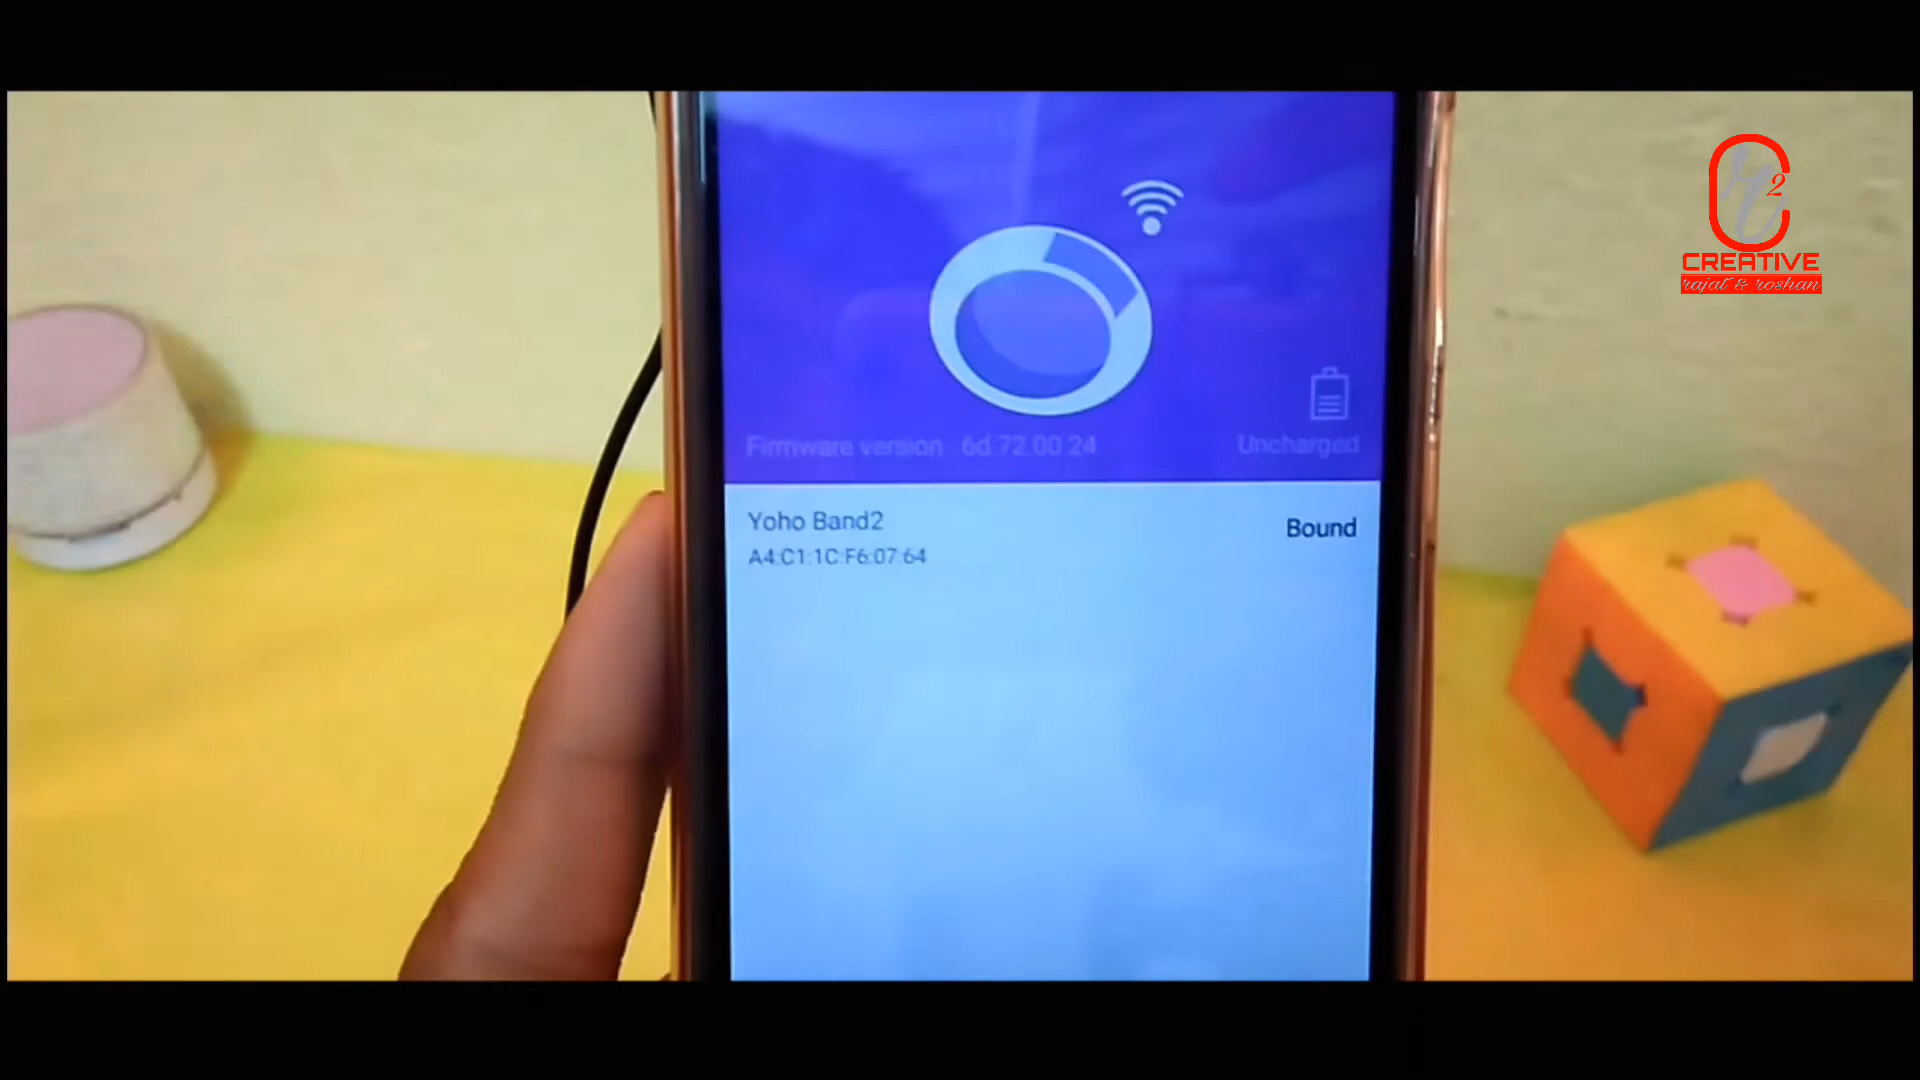 2
CREATIVE
rajat & roshan
Firmware version 6d.72.00.24
Uncharged
Yoho Band2
Bound
A4:C1:1C:F6:07:64